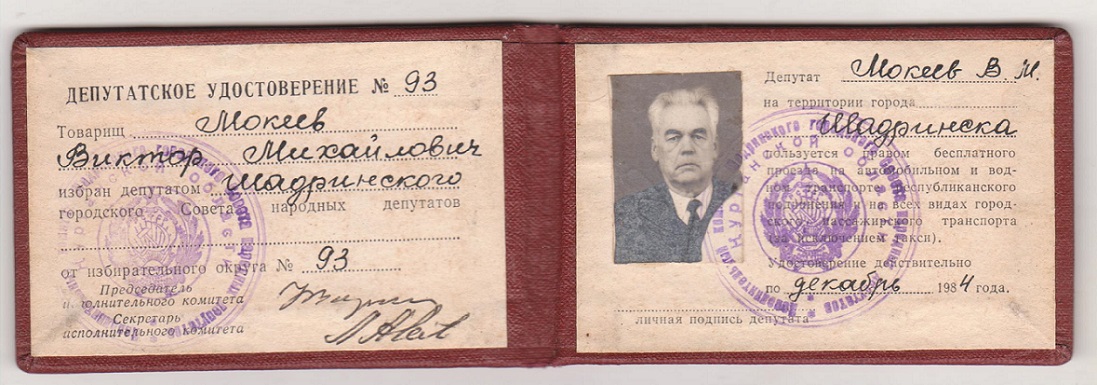 ДЕПУТАТСКОЕ УДОСТОВЕРЕНИЕ № 93
Товарищ Мокеев
Виктор Михайлович
избран депутатом Шадринского
городского Совета народных депутатов
от избирательного округа № 93
Председатель
исполнительного комитета
Секретарь
исполнительного комитета
Депутат Мокеев В. М.
на территории города
Шадринска
пользуется правом бесплатного
проезда на автомобильном и вод-
ном транспорте республиканского
подчинения и на всех видах город-
ского пассажирского транспорта
(за исключением такси).
Удостоверение действительно
по декабрь 1984 года.
личная подпись депутата